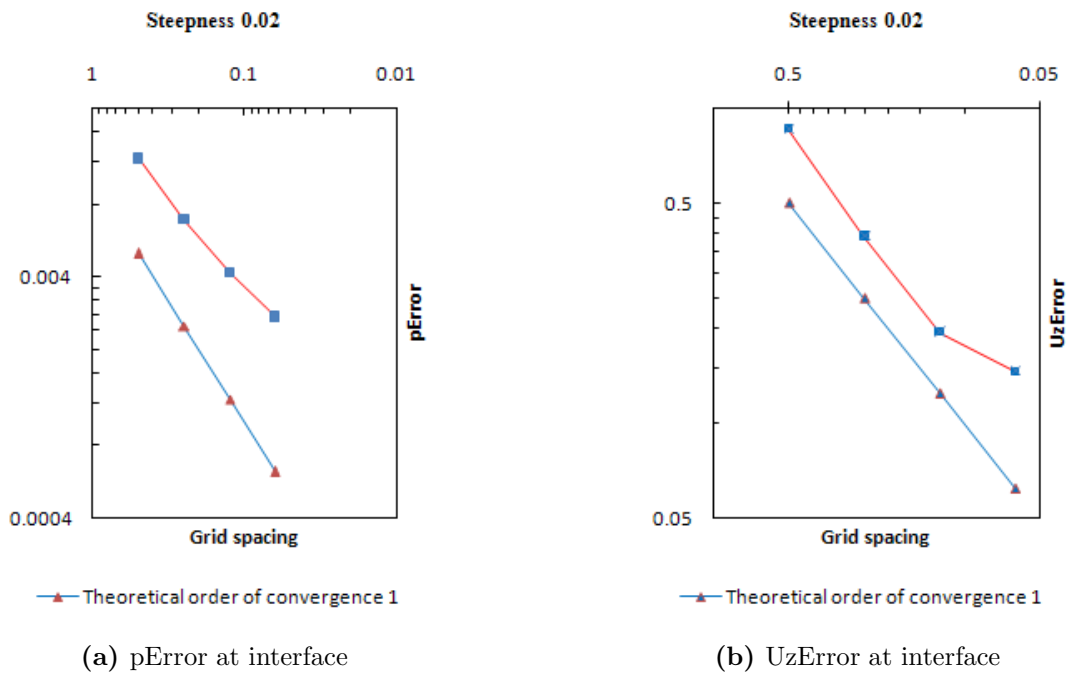 Steepness 0.02
1 0.1 0.01
0.004
0.0004
pError
Grid spacing
Theoretical order of convergence 1
(a) pError at interface
Steepness 0.02
0.5 0.05
0.5
0.05
UzError
Grid spacing
Theoretical order of convergence 1
(b) UzError at interface